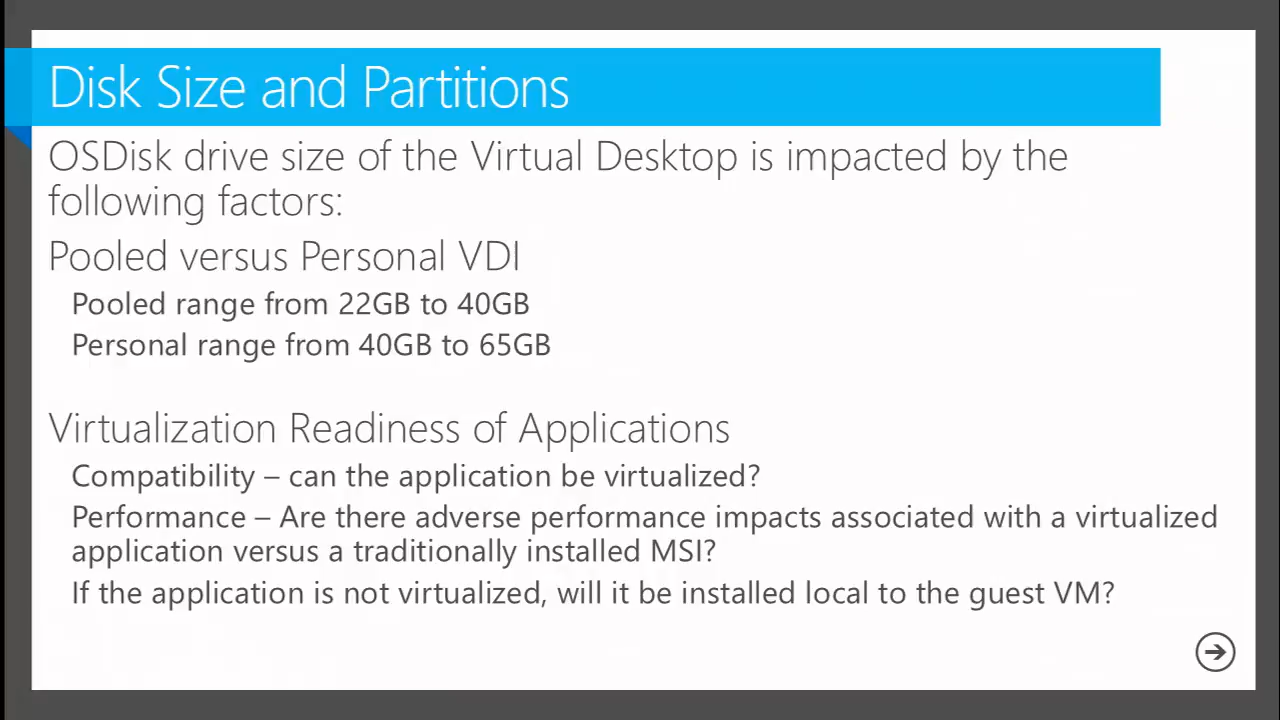 Disk Size and Partitions
OSDisk drive size of the Virtual Desktop is impacted by the
following factors:
Pooled versus Personal VDI
Pooled range from 22GB to 40GB
Personal range from 40GB to 65GB
Virtualization Readiness of Applications
Compatibility – can the application be virtualized?
Performance – Are there adverse performance impacts associated with a virtualized
application versus a traditionally installed MSI?
If the application is not virtualized, will it be installed local to the guest VM?